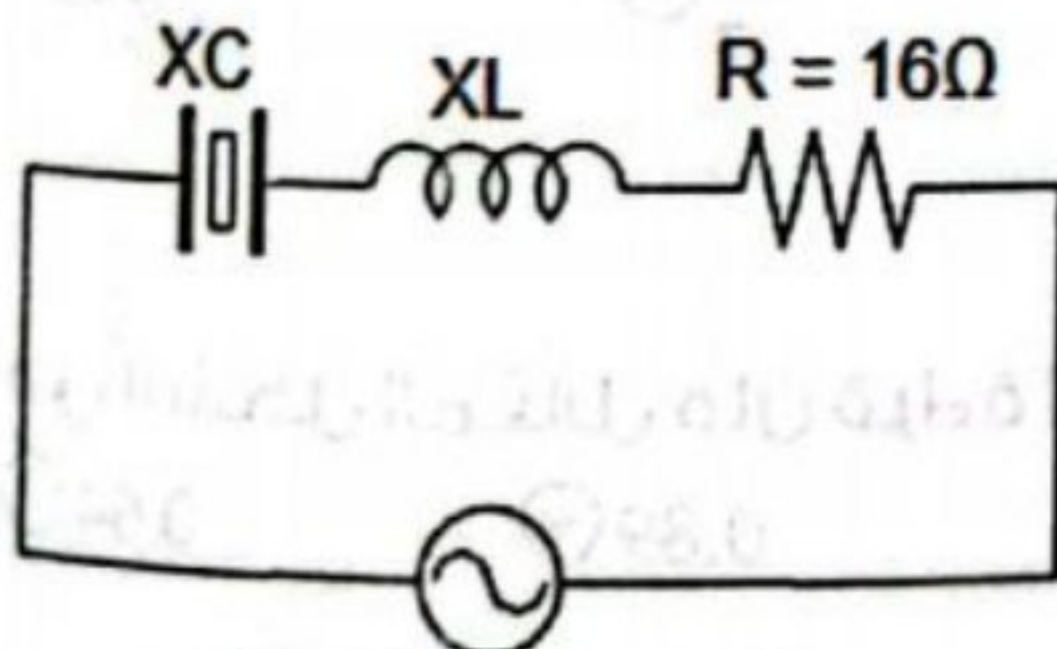 XC
XL
R = 16Ω